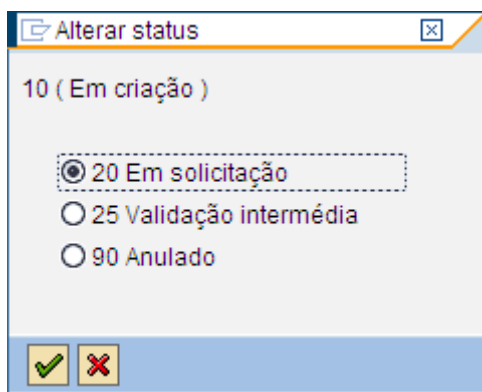 Alterar status
10 ( Em criação )
20 Em solicitação
25 Validação intermédia
90 Anulado